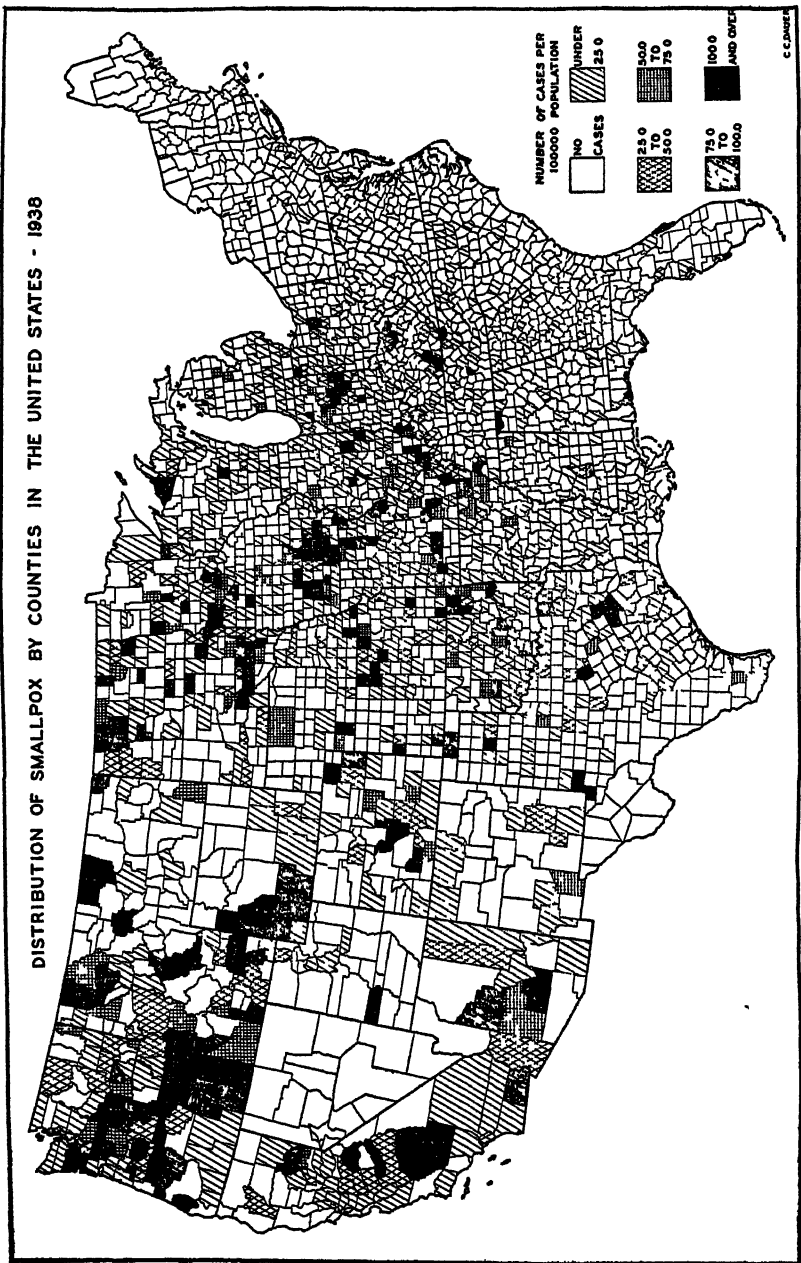 DISTRIBUTION OF SMALLPOX BY COUNTIES IN THE UNITED STATES - 1938
NUMBER OF CASES PER
100000 POPULATION
NO
CASES
UNDER
25 0
25.0
TO
50.0
50.0
TO
75 0
75 0
TO
100.0
100 0
AND OVER
C C. DAUER